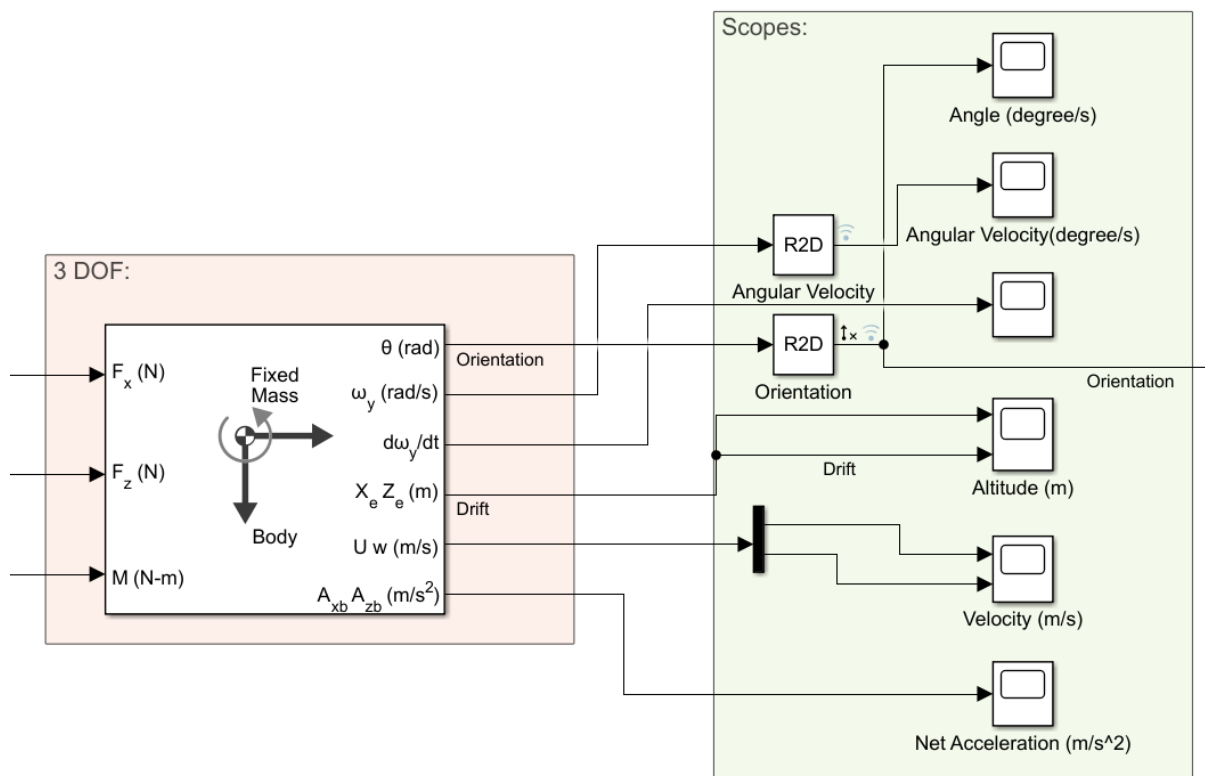 Scopes:
Angle (degree/s)
Angular Velocity(degree/s)
R2D
Angular Velocity
R2D
Orientation
Orientation
Drift
Altitude (m)
Velocity (m/s)
Net Acceleration (m/s^2)
3 DOF:
F_x (N)
F_z (N)
M (N-m)
Fixed
Mass
Body
θ (rad)
ω_y (rad/s)
dω_y/dt
X_e Z_e (m)
U w (m/s)
A_xb A_zb (m/s²)
Orientation
Drift